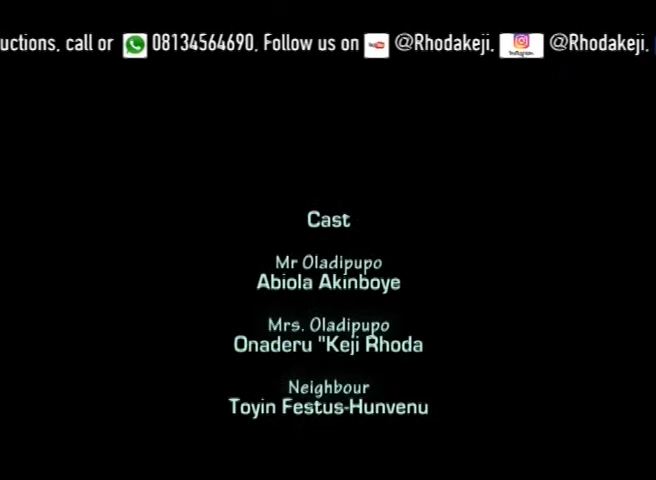 uctions, call or 08134564690, Follow us on @Rhodakeji, @Rhodakeji,
Cast
Mr Oladipupo
Abiola Akinboye
Mrs. Oladipupo
Onaderu "Keji Rhoda
Neighbour
Toyin Festus-Hunvenu